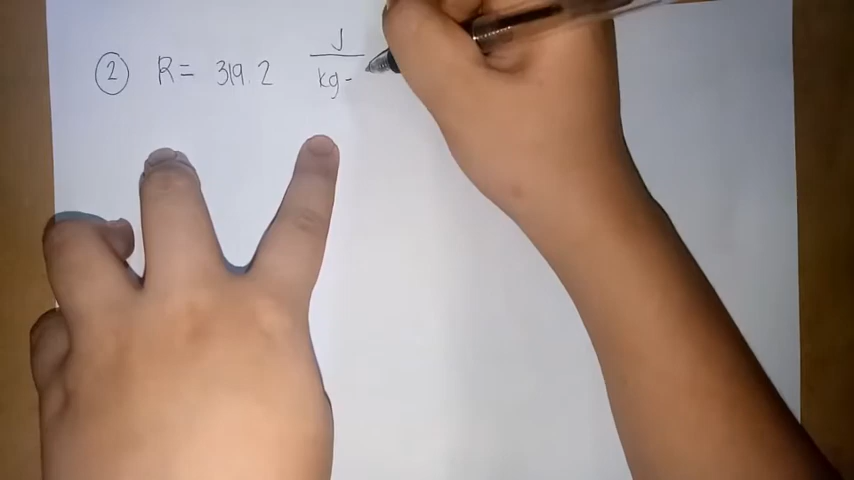 ② R = 319.2 J/kg-